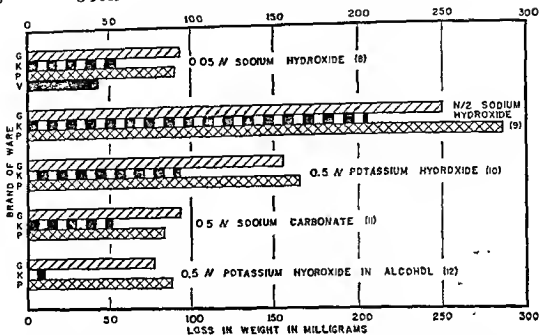 0 50 100 150 200 250 300
G
K 0.05 N SODIUM HYDROXIDE (8)
P
V
G N/2 SODIUM HYDROXIDE
K (9)
P
G
K 0.5 N POTASSIUM HYDROXIDE (10)
P
G
K 0.5 N SODIUM CARBONATE (11)
P
G
K 0.5 N POTASSIUM HYDROXIDE IN ALCOHOL (12)
P
BRAND OF WARE
0 50 100 150 200 250 300
LOSS IN WEIGHT IN MILLIGRAMS